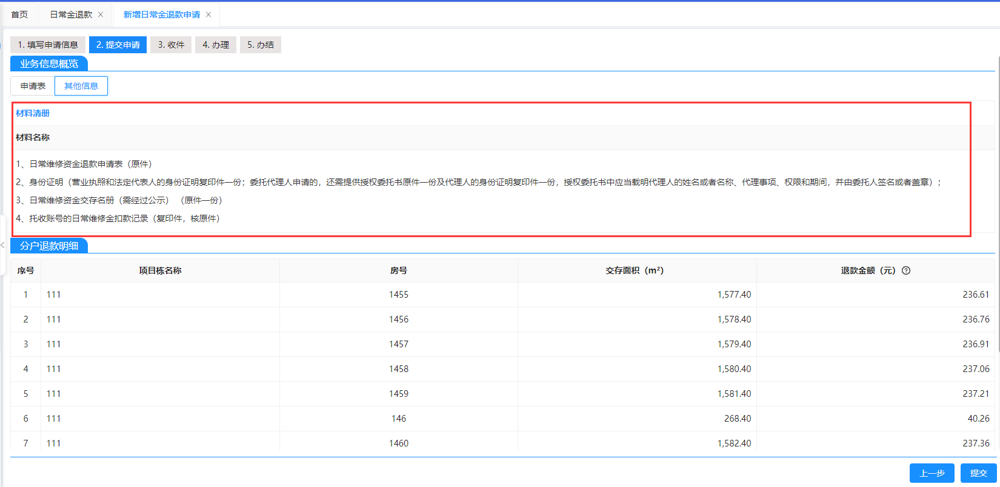 首页 日常金退款 新增日常金退款申请
1. 填写申请信息 2. 提交申请 3. 收件 4. 办理 5. 办结
业务信息概览
申请表 其他信息
材料清册
材料名称
1、日常维修资金退款申请表（原件）
2、身份证明（营业执照和法定代表人的身份证明复印件一份；委托代理人申请的，还需提供授权委托书原件一份及代理人的身份证明复印件一份，授权委托书中应当载明代理人的姓名或者名称、代理事项、权限和期间，并由委托人签名或者盖章）；
3、日常维修资金交存名册（需经过公示）（原件一份）
4、托收账号的日常维修金扣款记录（复印件，核原件）
分户退款明细
序号 项目栋名称 房号 交存面积（m²） 退款金额（元）
1 111 1455 1,577.40 236.61
2 111 1456 1,578.40 236.76
3 111 1457 1,579.40 236.91
4 111 1458 1,580.40 237.06
5 111 1459 1,581.40 237.21
6 111 146 268.40 40.26
7 111 1460 1,582.40 237.36
上一步 提交